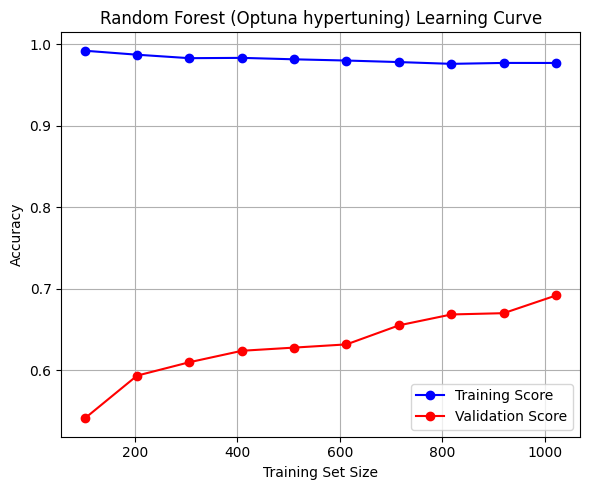 Random Forest (Optuna hypertuning) Learning Curve
1.0
0.9
0.8
0.7
0.6
Accuracy
200 400 600 800 1000
Training Set Size
Training Score
Validation Score